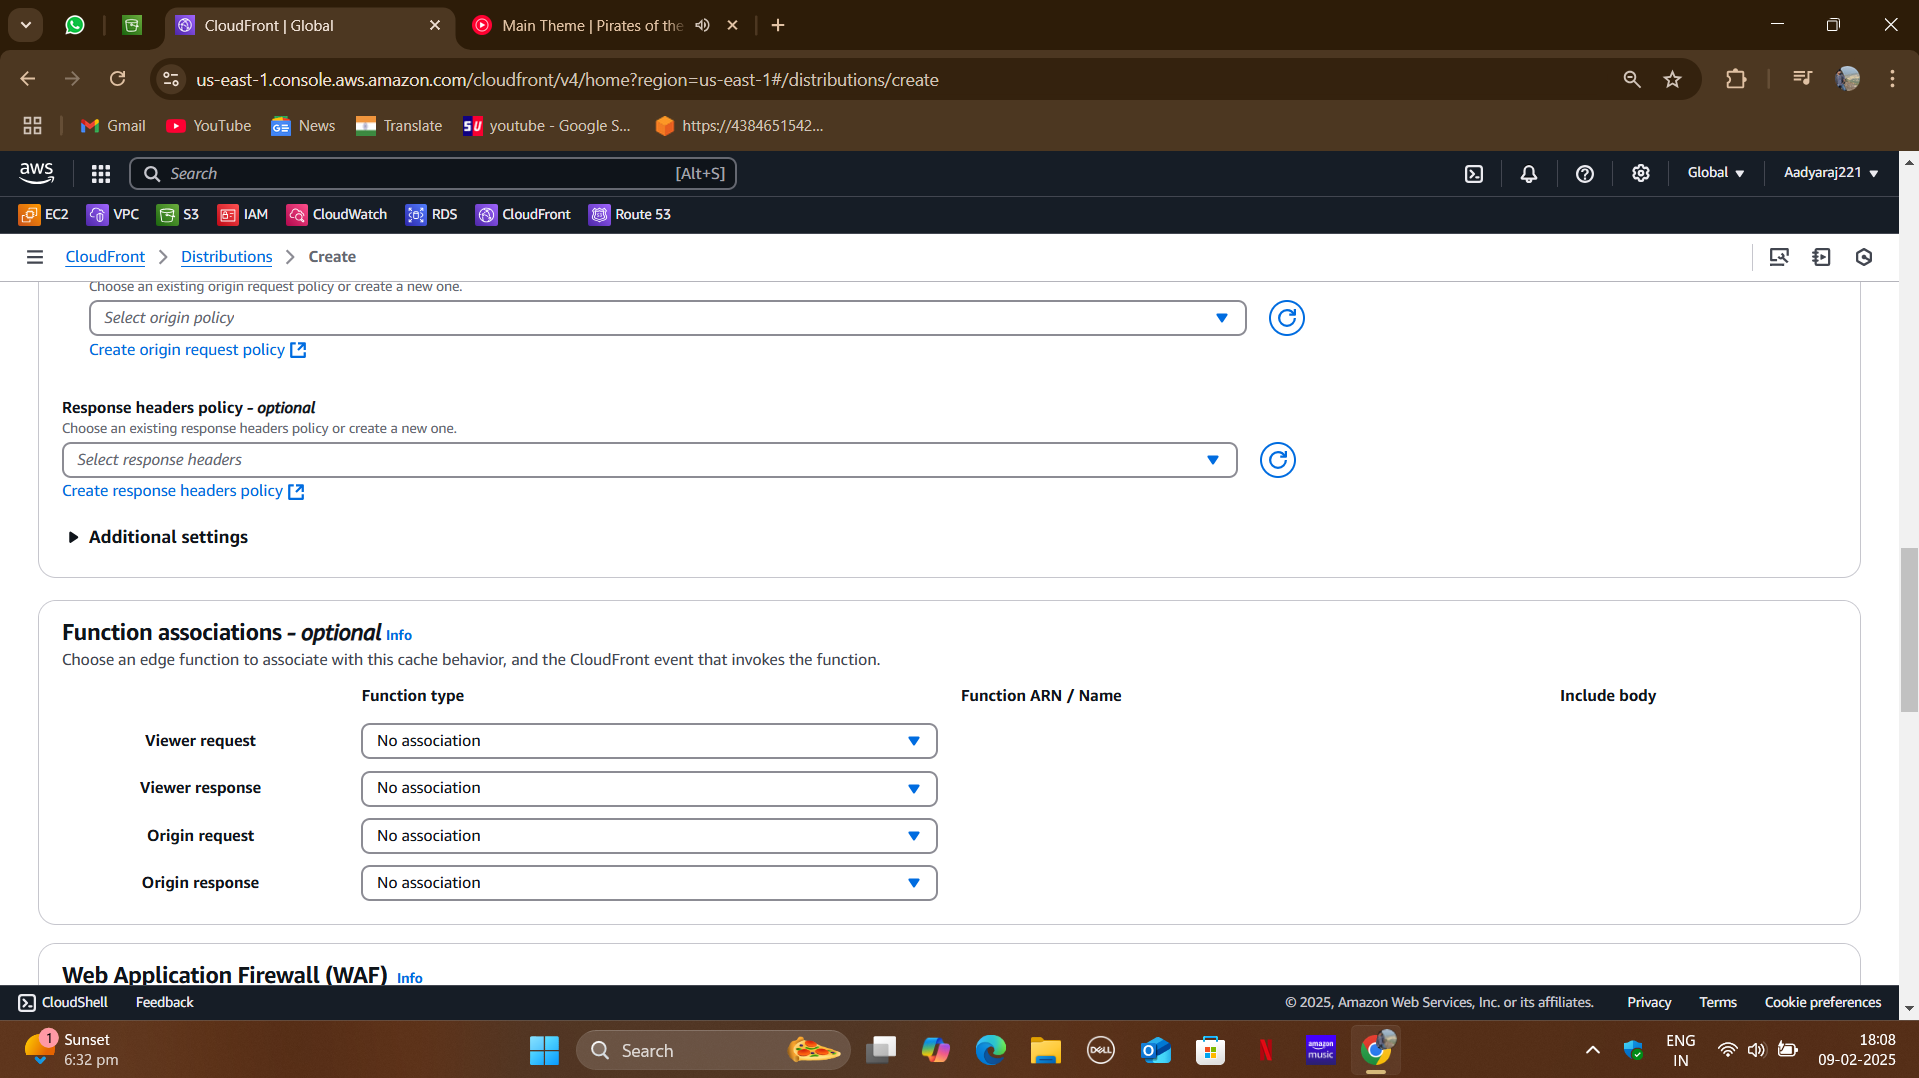 CloudFront | Global
Main Theme | Pirates of the
us-east-1.console.aws.amazon.com/cloudfront/v4/home?region=us-east-1#/distributions/create
Gmail
YouTube
News
Translate
SU
youtube - Google S...
https://4384651542...
aws
Search
[Alt+S]
Global
Aadyaraj221
EC2
VPC
S3
IAM
CloudWatch
RDS
CloudFront
Route 53
CloudFront
Distributions
Create
Choose an existing origin request policy or create a new one.
Select origin policy
Create origin request policy
Response headers policy - optional
Choose an existing response headers policy or create a new one.
Select response headers
Create response headers policy
Additional settings
Function associations - optional Info
Choose an edge function to associate with this cache behavior, and the CloudFront event that invokes the function.
Function type
Function ARN / Name
Include body
Viewer request
No association
Viewer response
No association
Origin request
No association
Origin response
No association
Web Application Firewall (WAF) Info
CloudShell
Feedback
© 2025, Amazon Web Services, Inc. or its affiliates.
Privacy
Terms
Cookie preferences
1
Sunset
6:32 pm
Search
DELL
amazon
music
ENG
IN
18:08
09-02-2025